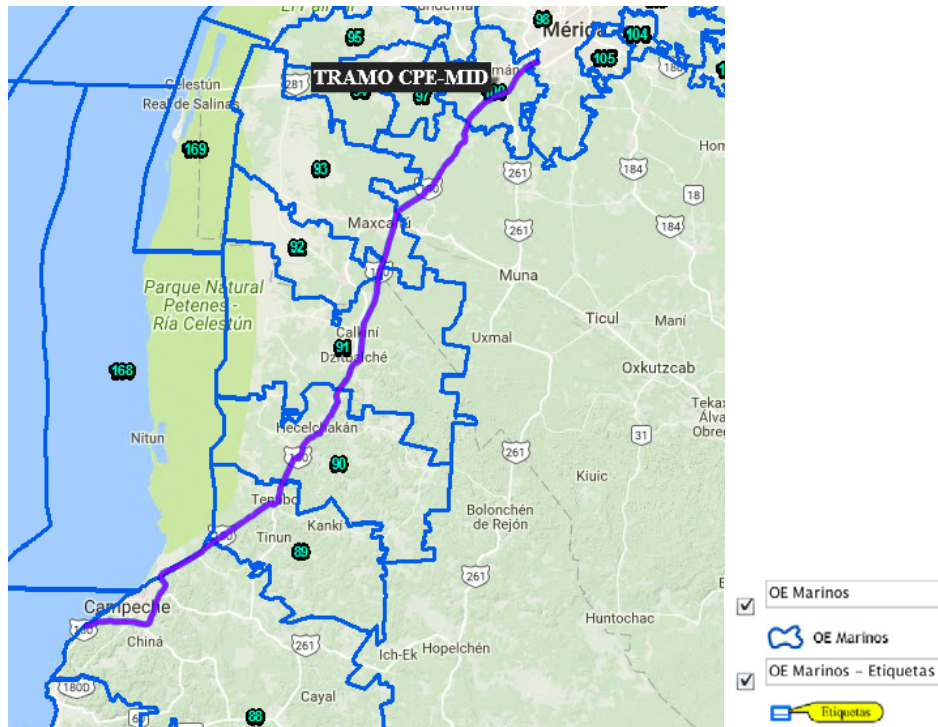 98
95
Mérida
104
105
TRAMO CPE-MID
Celestún
281
97
100
Real de Salinas
169
93
261
184
18
Maxcanú
261
184
92
Muna
Parque Natural
Petenes -
Ría Celestún
Calkiní
91
Dzitbalché
Uxmal
Ticul
Maní
168
Oxkutzcab
Nitun
Hecelchakán
31
261
90
Kiuic
Tenabo
Bolonchén
de Rejón
Tinun
Kankí
89
261
Campeche
Chiná
261
Ich-Ek
Hopelchén
Huntochac
180D
Cayal
88
OE Marinos
OE Marinos
OE Marinos - Etiquetas
Etiquetas